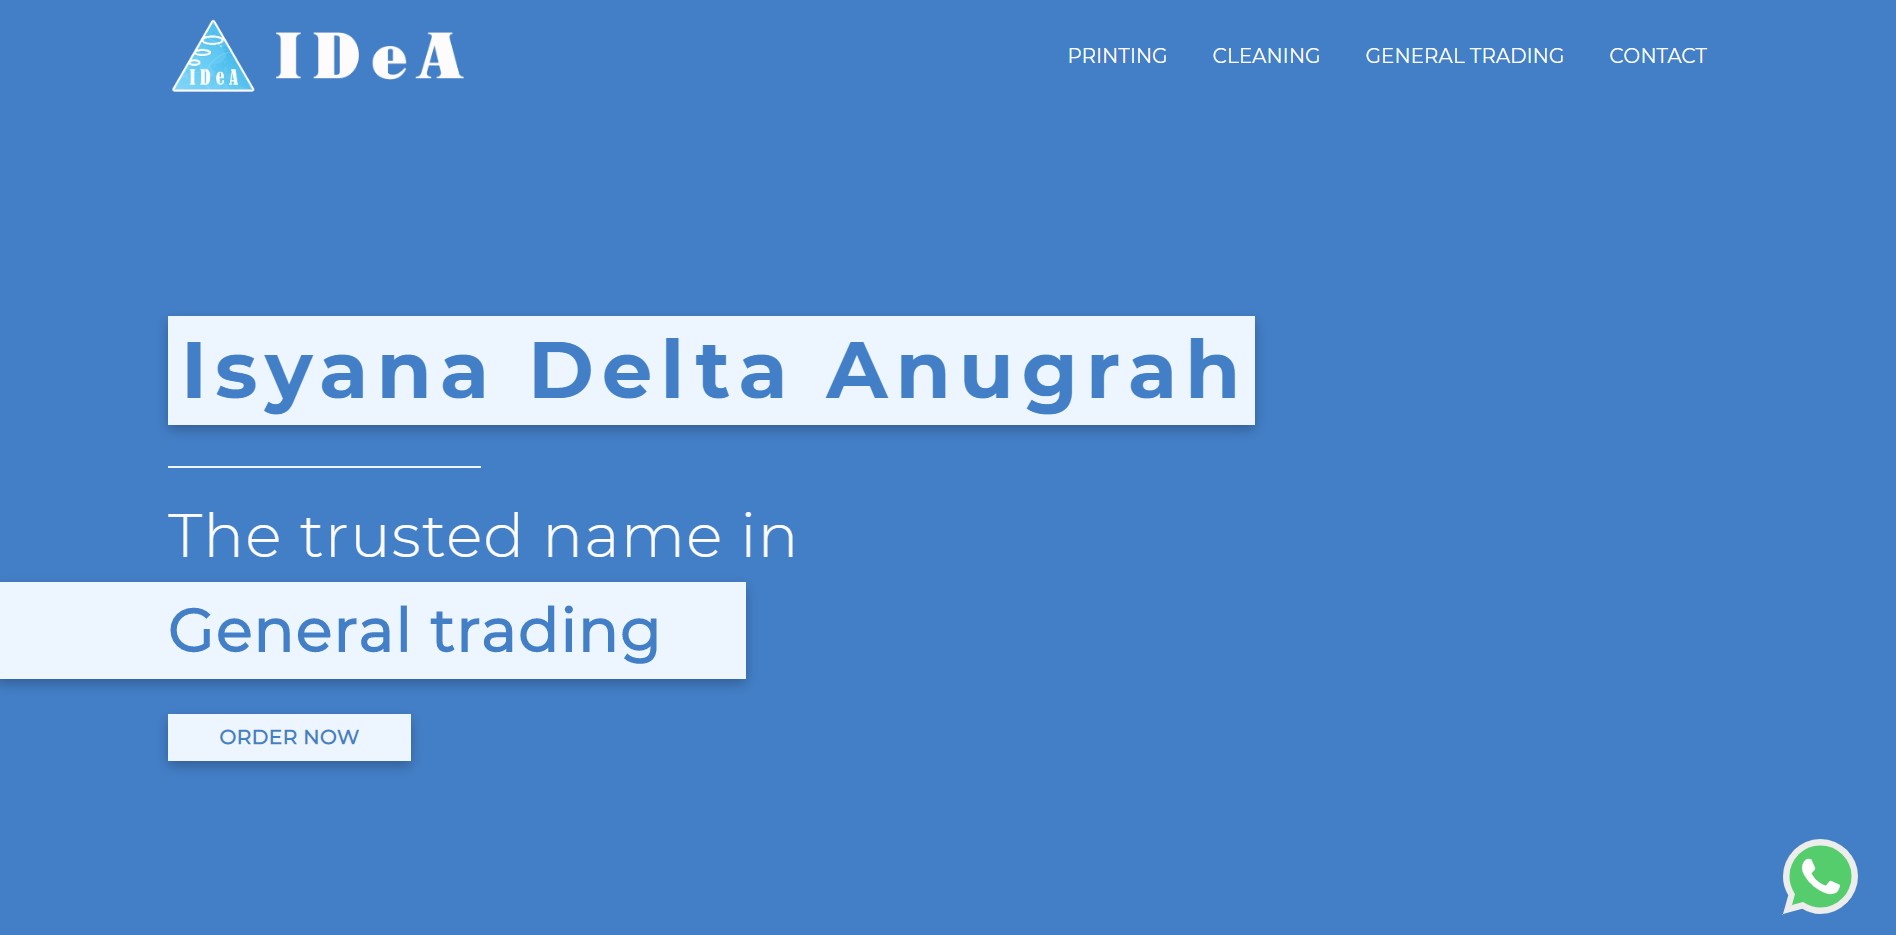 IDeA
IDeA
PRINTING CLEANING GENERAL TRADING CONTACT
Isyana Delta Anugrah
The trusted name in
General trading
ORDER NOW